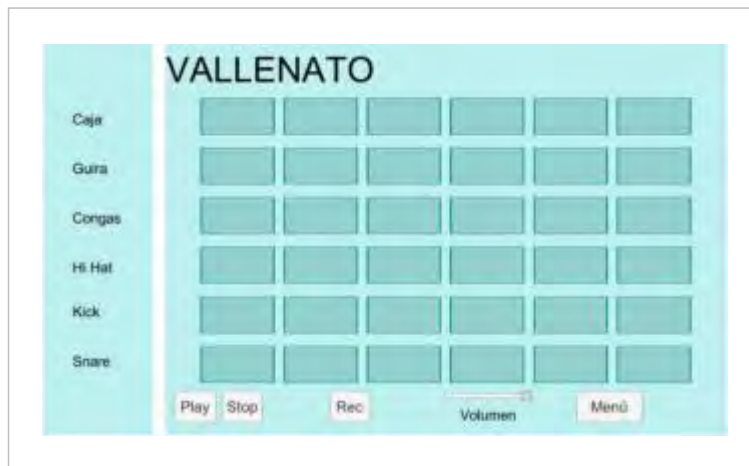 VALLENATO
Caja
Guira
Congas
Hi Hat
Kick
Snare
Play Stop Rec Volumen Menú